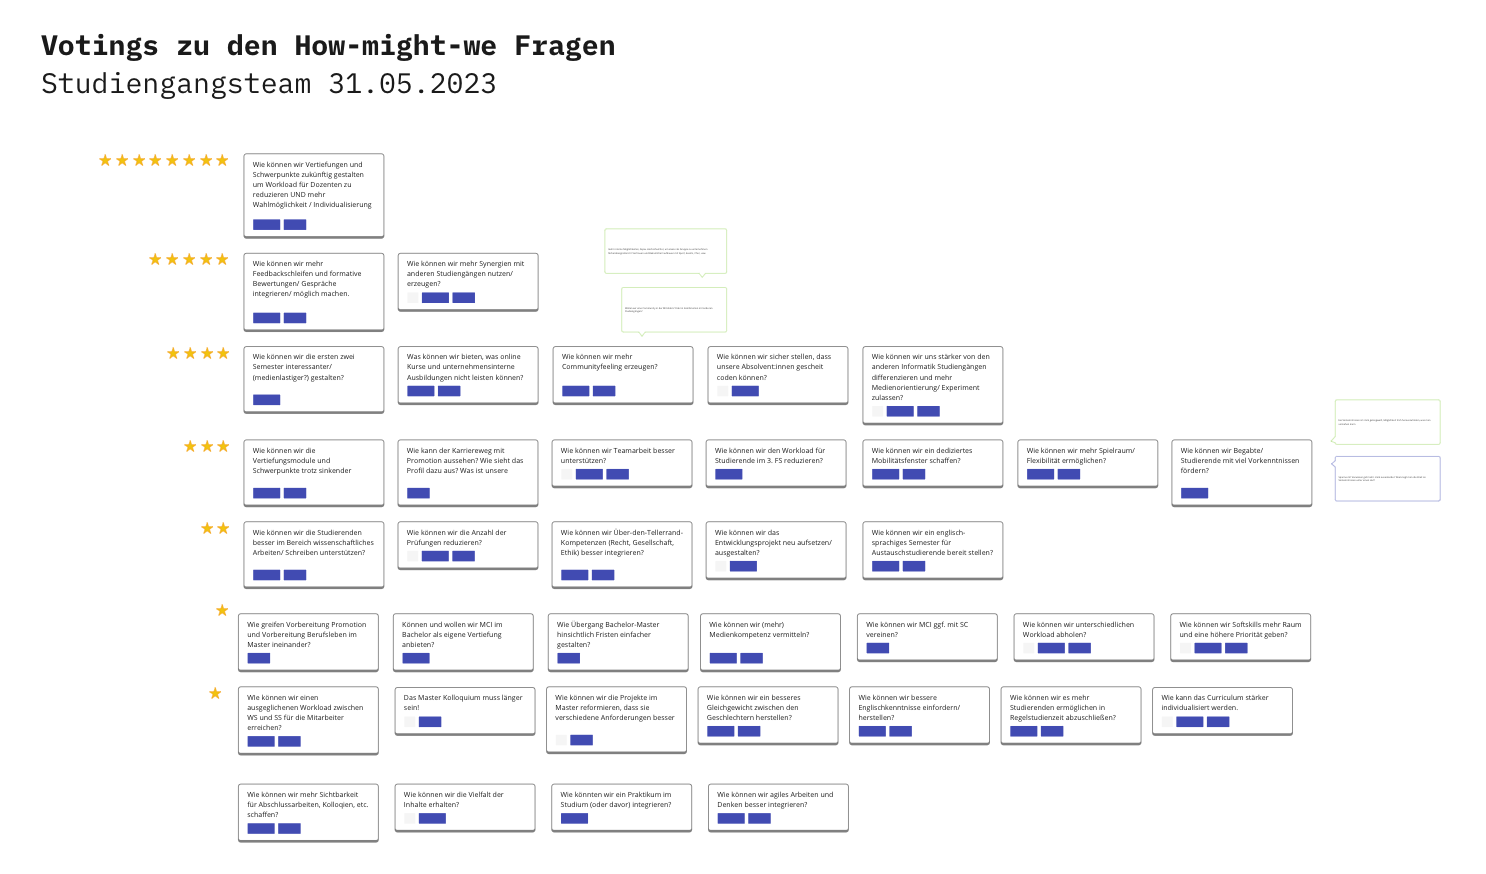 Votings zu den How-might-we Fragen
Studiengangsteam 31.05.2023
Wie können wir Vertiefungen und
Schwerpunkte zukünftig gestalten
um Workload für Dozenten zu
reduzieren UND mehr
Wahlmöglichkeit / Individualisierung
Wie können wir mehr
Feedbackschleifen und formative
Bewertungen/ Gespräche
integrieren/ möglich machen.
Wie können wir mehr Synergien mit
anderen Studiengängen nutzen/
erzeugen?
Wie können wir die ersten zwei
Semester interessanter/
(medienlastiger?) gestalten?
Was können wir bieten, was online
Kurse und unternehmensinterne
Ausbildungen nicht leisten können?
Wie können wir mehr
Communityfeeling erzeugen?
Wie können wir sicher stellen, dass
unsere Absolvent:innen gescheit
coden können?
Wie können wir uns stärker von den
anderen Informatik Studiengängen
differenzieren und mehr
Medienorientierung/ Experiment
zulassen?
Wie können wir die
Vertiefungsmodule und
Schwerpunkte trotz sinkender
Wie kann der Karriereweg mit
Promotion aussehen? Wie sieht das
Profil dazu aus? Was ist unsere
Wie können wir Teamarbeit besser
unterstützen?
Wie können wir den Workload für
Studierende im 3. FS reduzieren?
Wie können wir ein dediziertes
Mobilitätsfenster schaffen?
Wie können wir mehr Spielraum/
Flexibilität ermöglichen?
Wie können wir Begabte/
Studierende mit viel Vorkenntnissen
fördern?
Wie können wir die Studierenden
besser im Bereich wissenschaftliches
Arbeiten/ Schreiben unterstützen?
Wie können wir die Anzahl der
Prüfungen reduzieren?
Wie können wir Über-den-Tellerrand-
Kompetenzen (Recht, Gesellschaft,
Ethik) besser integrieren?
Wie können wir das
Entwicklungsprojekt neu aufsetzen/
ausgestalten?
Wie können wir ein englisch-
sprachiges Semester für
Austauschstudierende bereit stellen?
Wie greifen Vorbereitung Promotion
und Vorbereitung Berufsleben im
Master ineinander?
Können und wollen wir MCI im
Bachelor als eigene Vertiefung
anbieten?
Wie Übergang Bachelor-Master
hinsichtlich Fristen einfacher
gestalten?
Wie können wir (mehr)
Medienkompetenz vermitteln?
Wie können wir MCI ggf. mit SC
vereinen?
Wie können wir unterschiedlichen
Workload abholen?
Wie können wir Softskills mehr Raum
und eine höhere Priorität geben?
Wie können wir einen
ausgeglichenen Workload zwischen
WS und SS für die Mitarbeiter
erreichen?
Das Master Kolloquium muss länger
sein!
Wie können wir die Projekte im
Master reformieren, dass sie
verschiedene Anforderungen besser
Wie können wir ein besseres
Gleichgewicht zwischen den
Geschlechtern herstellen?
Wie können wir bessere
Englischkenntnisse einfordern/
herstellen?
Wie können wir es mehr
Studierenden ermöglichen in
Regelstudienzeit abzuschließen?
Wie kann das Curriculum stärker
individualisiert werden.
Wie können wir mehr Sichtbarkeit
für Abschlussarbeiten, Kolloqien, etc.
schaffen?
Wie können wir die Vielfalt der
Inhalte erhalten?
Wie könnten wir ein Praktikum im
Studium (oder davor) integrieren?
Wie können wir agiles Arbeiten und
Denken besser integrieren?